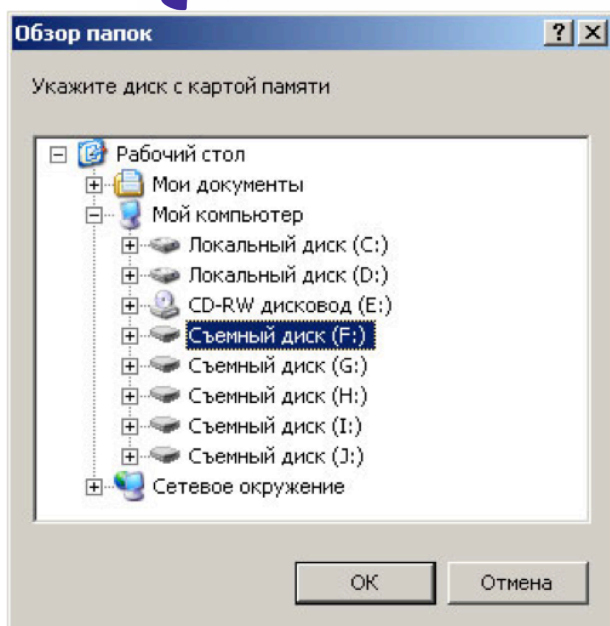 Обзор папок
Укажите диск с картой памяти
Рабочий стол
Мои документы
Мой компьютер
Локальный диск (C:)
Локальный диск (D:)
CD-RW дисковод (E:)
Съемный диск (F:)
Съемный диск (G:)
Съемный диск (H:)
Съемный диск (I:)
Съемный диск (J:)
Сетевое окружение
OK
Отмена